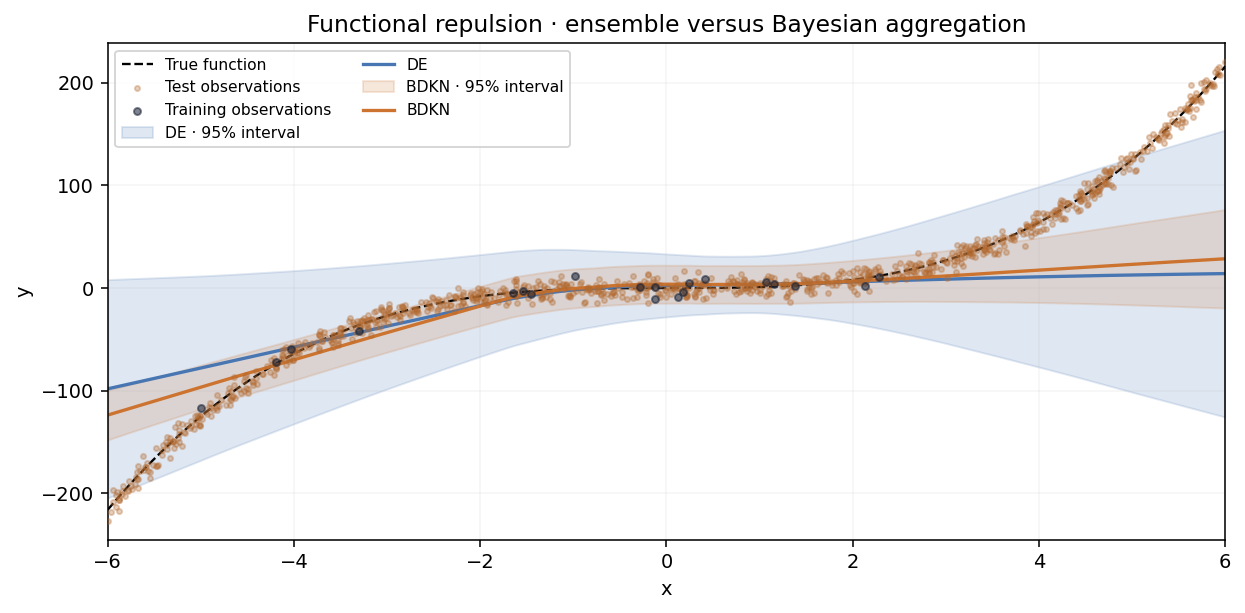 Functional repulsion · ensemble versus Bayesian aggregation
True function
Test observations
Training observations
DE · 95% interval
DE
BDKN · 95% interval
BDKN
200
100
0
−100
−200
y
−6
−4
−2
0
2
4
6
x